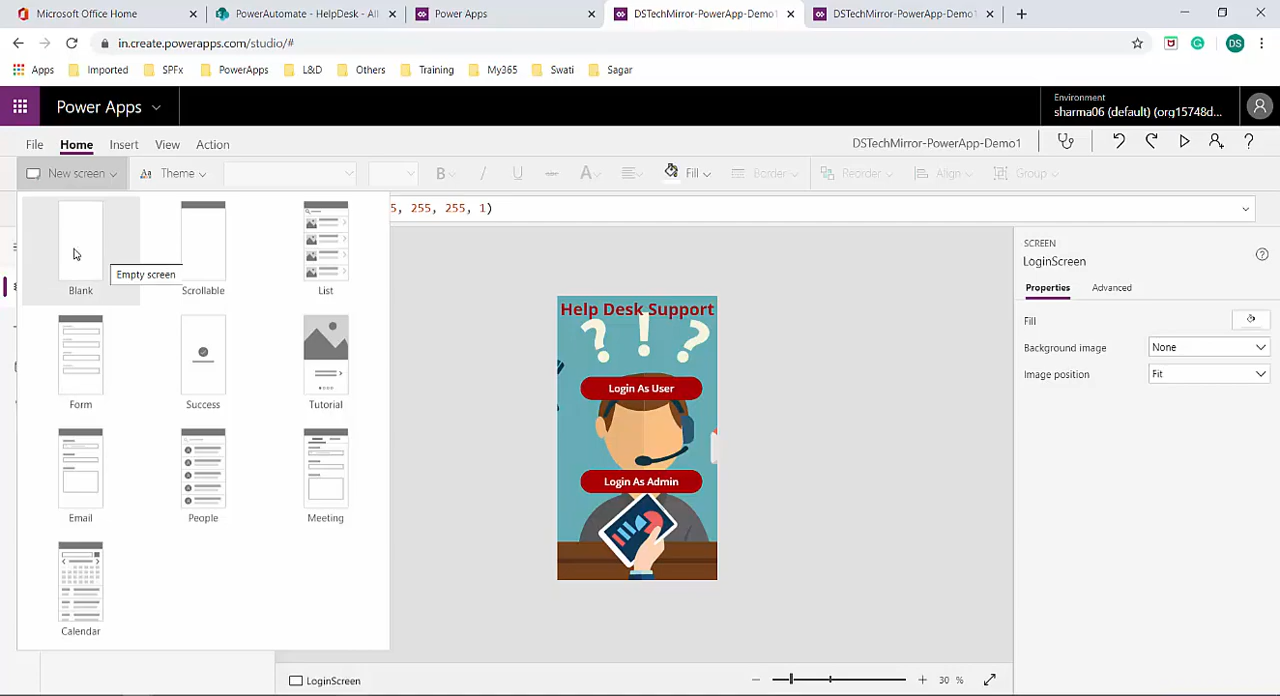 Microsoft Office Home
PowerAutomate - HelpDesk - All
Power Apps
DSTechMirror-PowerApp-Demo1
DSTechMirror-PowerApp-Demo1
in.create.powerapps.com/studio/#
DS
Apps
Imported
SPFx
PowerApps
L&D
Others
Training
My365
Swati
Sagar
Power Apps
Environment
sharma06 (default) (org15748d...
File
Home
Insert
View
Action
DSTechMirror-PowerApp-Demo1
New screen
Theme
B
Fill
Border
Reorder
Align
Group
5, 255, 255, 1)
Blank
Empty screen
Scrollable
List
Form
Success
Tutorial
Email
People
Meeting
Calendar
Help Desk Support
Login As User
Login As Admin
SCREEN
LoginScreen
Properties
Advanced
Fill
Background image
None
Image position
Fit
LoginScreen
30 %